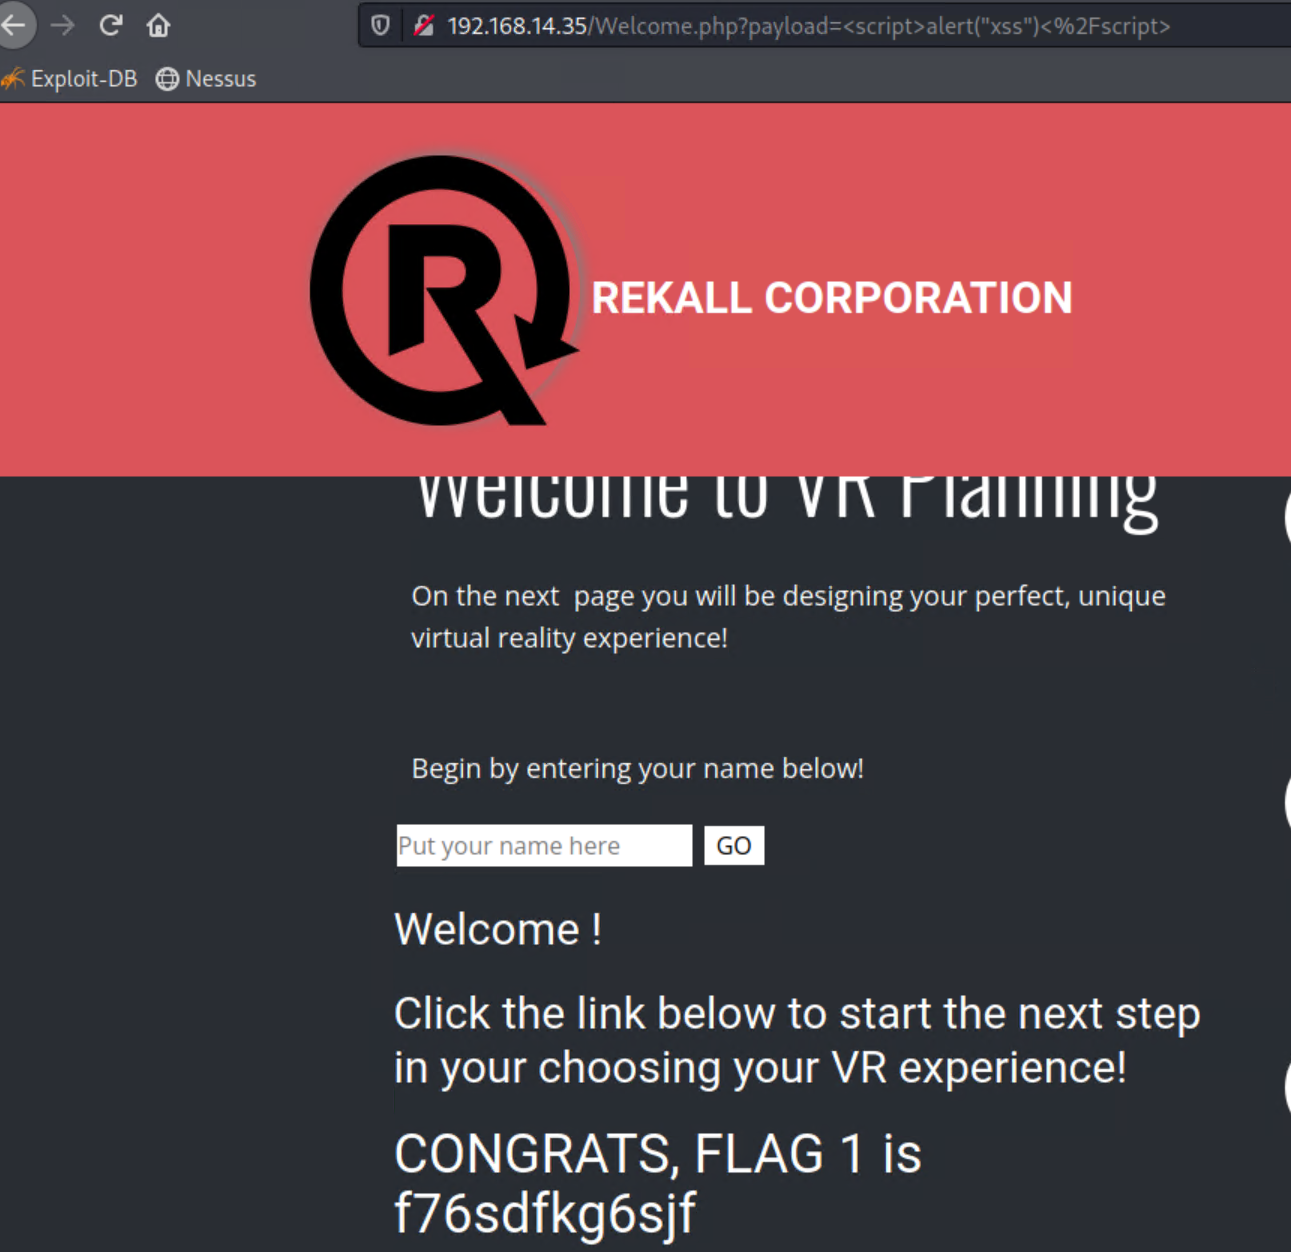 192.168.14.35/Welcome.php?payload=<script>alert("xss")<%2Fscript>
Exploit-DB Nessus
R
REKALL CORPORATION
Welcome to VR Planning
On the next page you will be designing your perfect, unique
virtual reality experience!
Begin by entering your name below!
Put your name here GO
Welcome !
Click the link below to start the next step
in your choosing your VR experience!
CONGRATS, FLAG 1 is
f76sdfkg6sjf